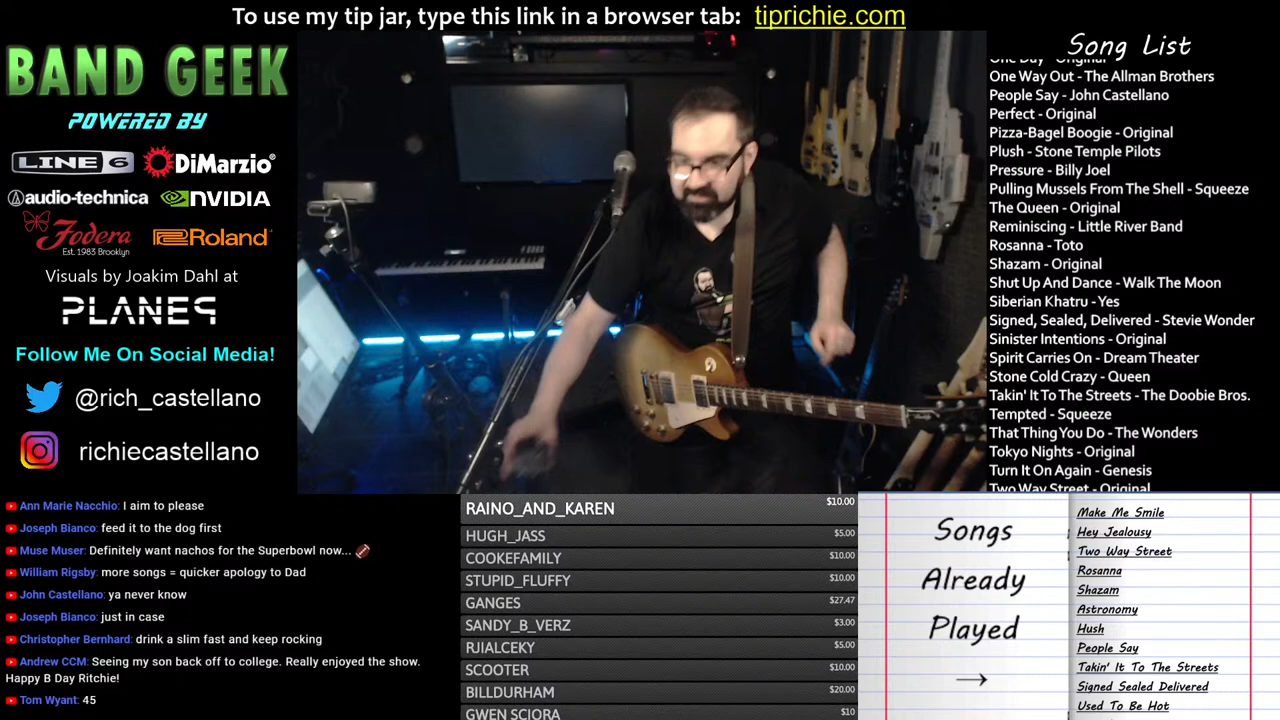 To use my tip jar, type this link in a browser tab: tiprichie.com
BAND GEEK
POWERED BY
LINE 6
DiMarzio
audio-technica
NVIDIA
Fodera
Est. 1983 Brooklyn
Roland
Visuals by Joakim Dahl at
PLANE9
Follow Me On Social Media!
@rich_castellano
richiecastellano
Song List
One Day - Original
One Way Out - The Allman Brothers
People Say - John Castellano
Perfect - Original
Pizza-Bagel Boogie - Original
Plush - Stone Temple Pilots
Pressure - Billy Joel
Pulling Mussels From The Shell - Squeeze
The Queen - Original
Reminiscing - Little River Band
Rosanna - Toto
Shazam - Original
Shut Up And Dance - Walk The Moon
Siberian Khatru - Yes
Signed, Sealed, Delivered - Stevie Wonder
Sinister Intentions - Original
Spirit Carries On - Dream Theater
Stone Cold Crazy - Queen
Takin' It To The Streets - The Doobie Bros.
Tempted - Squeeze
That Thing You Do - The Wonders
Tokyo Nights - Original
Turn It On Again - Genesis
Two Way Street - Original
Ann Marie Nacchio: I aim to please
Joseph Bianco: feed it to the dog first
Muse Muser: Definitely want nachos for the Superbowl now... 🏈
William Rigsby: more songs = quicker apology to Dad
John Castellano: ya never know
Joseph Bianco: just in case
Christopher Bernhard: drink a slim fast and keep rocking
Andrew CCM: Seeing my son back off to college. Really enjoyed the show.
Happy B Day Ritchie!
Tom Wyant: 45
RAINO_AND_KAREN $10.00
HUGH_JASS $5.00
COOKEFAMILY $10.00
STUPID_FLUFFY $10.00
GANGES $27.47
SANDY_B_VERZ $3.00
RJIALCEKY $5.00
SCOOTER $10.00
BILLDURHAM $20.00
GWEN SCIORA $10
Songs
Already
Played
→
Make Me Smile
Hey Jealousy
Two Way Street
Rosanna
Shazam
Astronomy
Hush
People Say
Takin' It To The Streets
Signed Sealed Delivered
Used To Be Hot